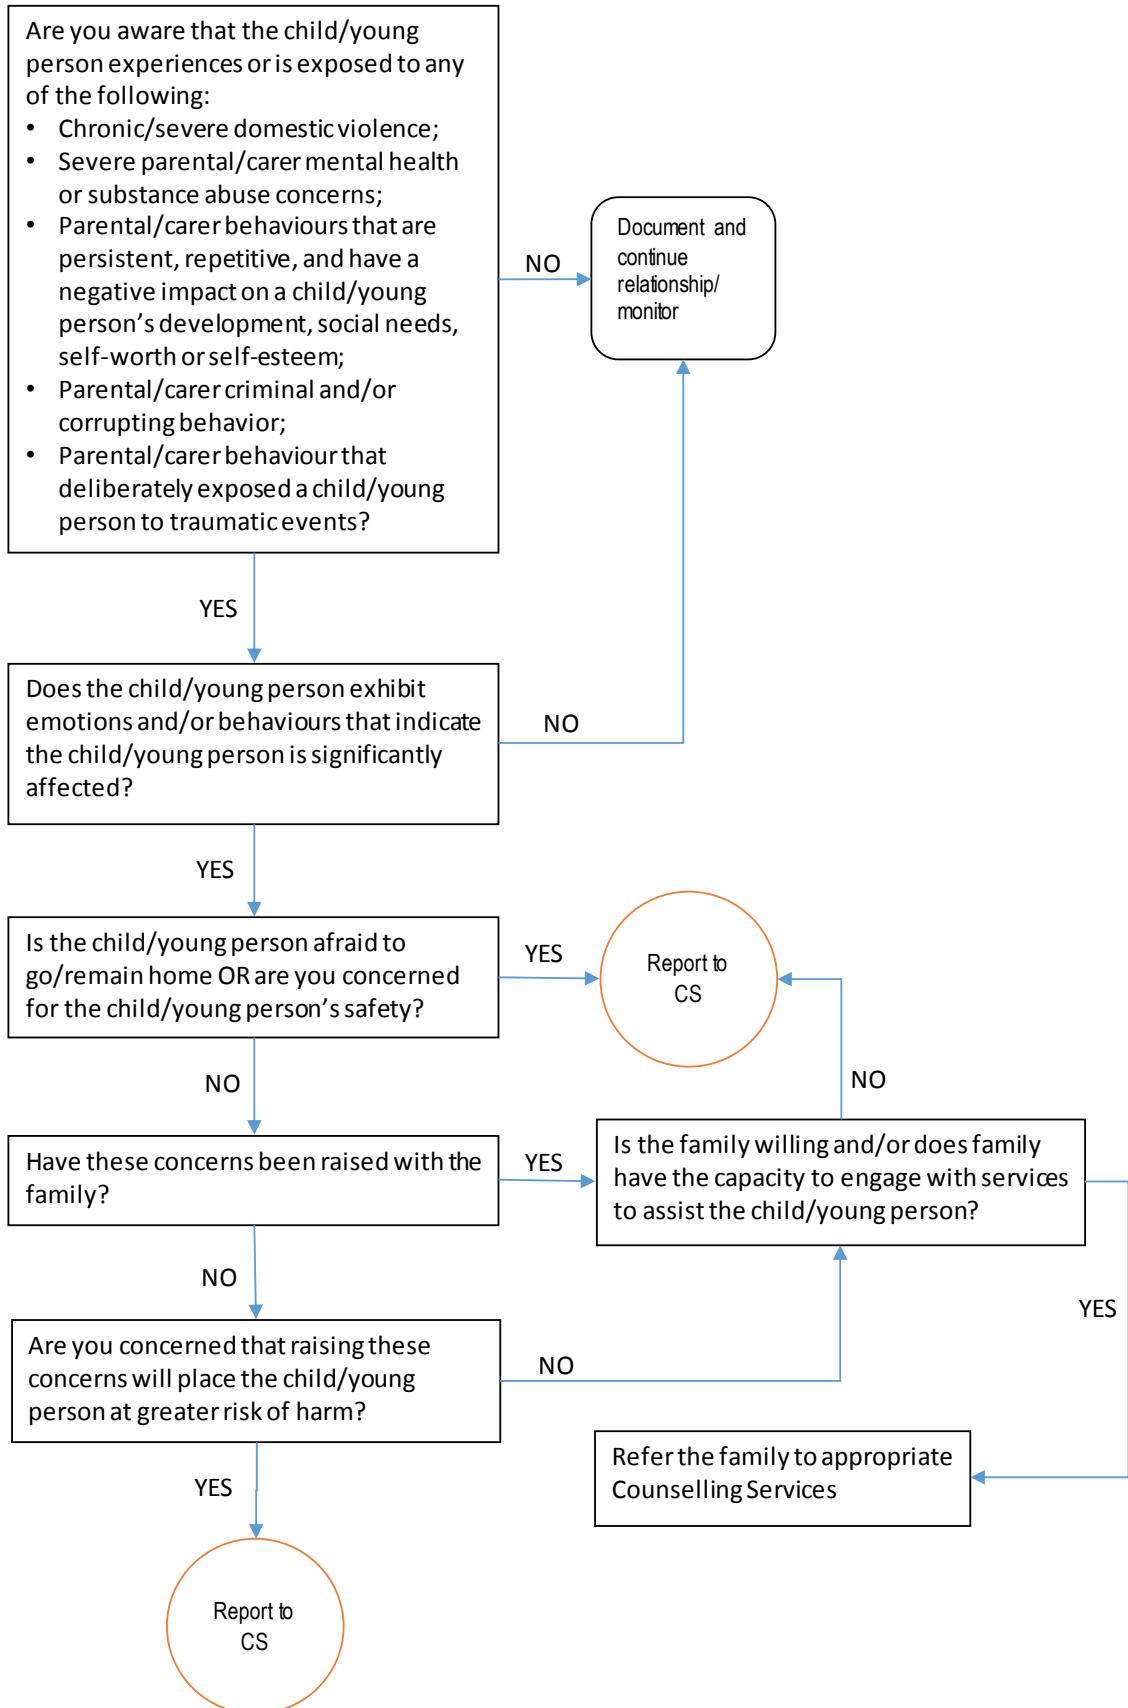 Are you aware that the child/young
person experiences or is exposed to any
of the following:
• Chronic/severe domestic violence;
• Severe parental/carer mental health
or substance abuse concerns;
• Parental/carer behaviours that are
persistent, repetitive, and have a
negative impact on a child/young
person's development, social needs,
self-worth or self-esteem;
• Parental/carer criminal and/or
corrupting behavior;
• Parental/carer behaviour that
deliberately exposed a child/young
person to traumatic events?
NO
Document and
continue
relationship/
monitor
YES
Does the child/young person exhibit
emotions and/or behaviours that indicate
the child/young person is significantly
affected?
NO
YES
Is the child/young person afraid to
go/remain home OR are you concerned
for the child/young person's safety?
YES
Report to
CS
NO
NO
Have these concerns been raised with the
family?
YES
Is the family willing and/or does family
have the capacity to engage with services
to assist the child/young person?
NO
YES
Are you concerned that raising these
concerns will place the child/young
person at greater risk of harm?
NO
YES
Refer the family to appropriate
Counselling Services
Report to
CS